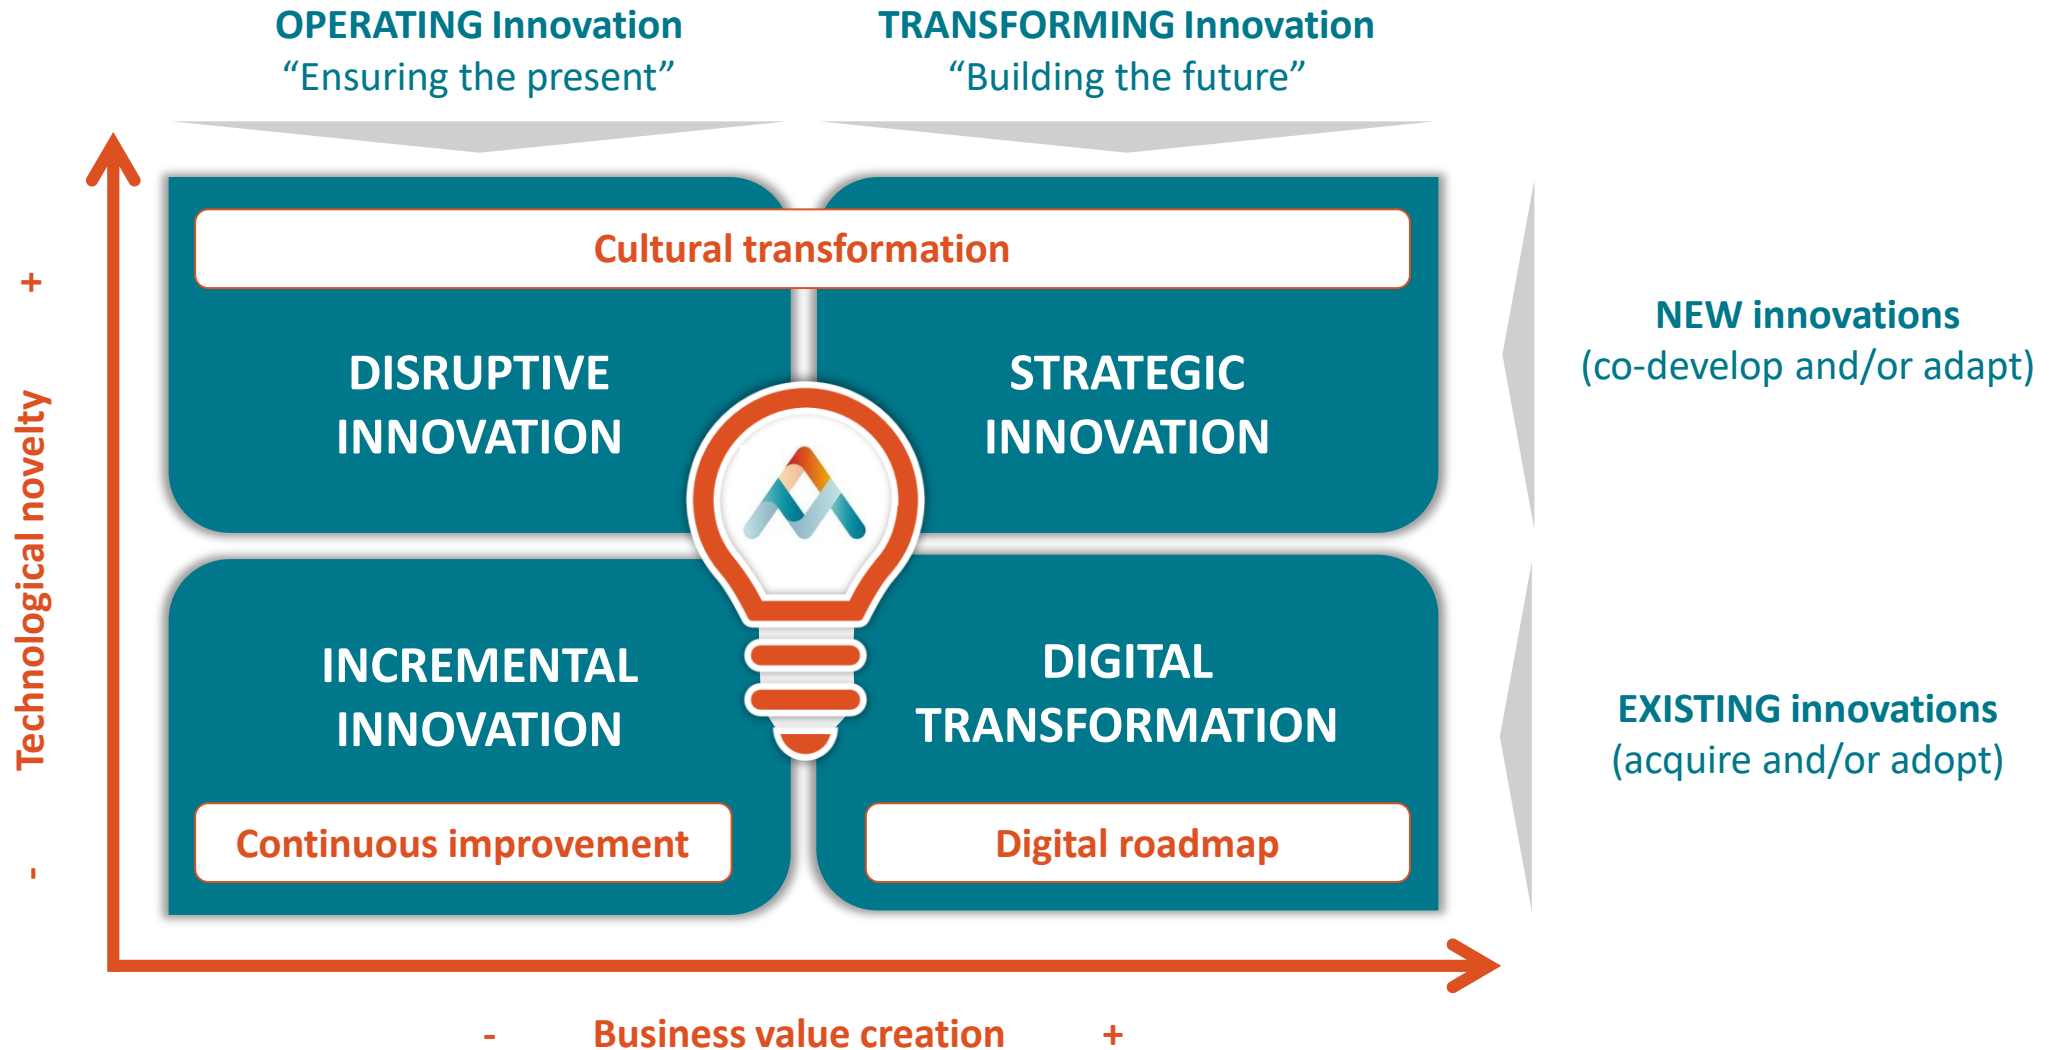 OPERATING Innovation
“Ensuring the present”
TRANSFORMING Innovation
“Building the future”
Cultural transformation
DISRUPTIVE
INNOVATION
STRATEGIC
INNOVATION
NEW innovations
(co-develop and/or adapt)
+
Technological novelty
-
INCREMENTAL
INNOVATION
DIGITAL
TRANSFORMATION
EXISTING innovations
(acquire and/or adopt)
Continuous improvement
Digital roadmap
- Business value creation +